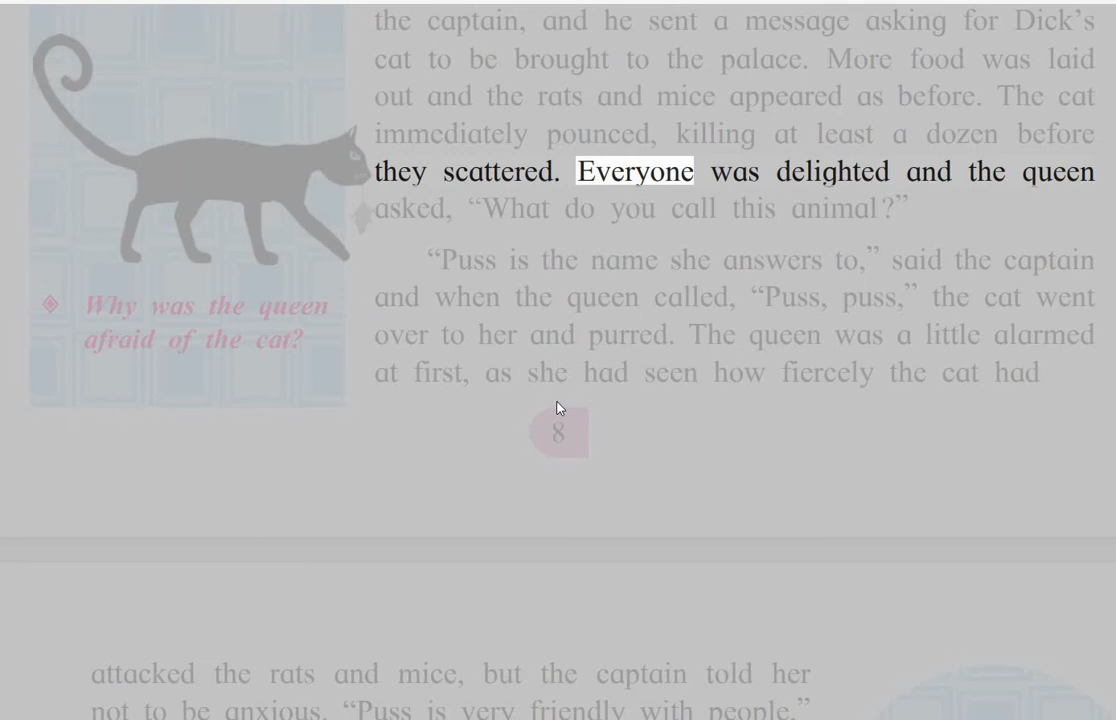 the captain, and he sent a message asking for Dick's
cat to be brought to the palace. More food was laid
out and the rats and mice appeared as before. The cat
immediately pounced, killing at least a dozen before
they scattered. Everyone was delighted and the queen
asked, “What do you call this animal?”
“Puss is the name she answers to,” said the captain
and when the queen called, “Puss, puss,” the cat went
over to her and purred. The queen was a little alarmed
at first, as she had seen how fiercely the cat had
Why was the queen
afraid of the cat?
8
attacked the rats and mice, but the captain told her
not to be anxious. “Puss is very friendly with people,”